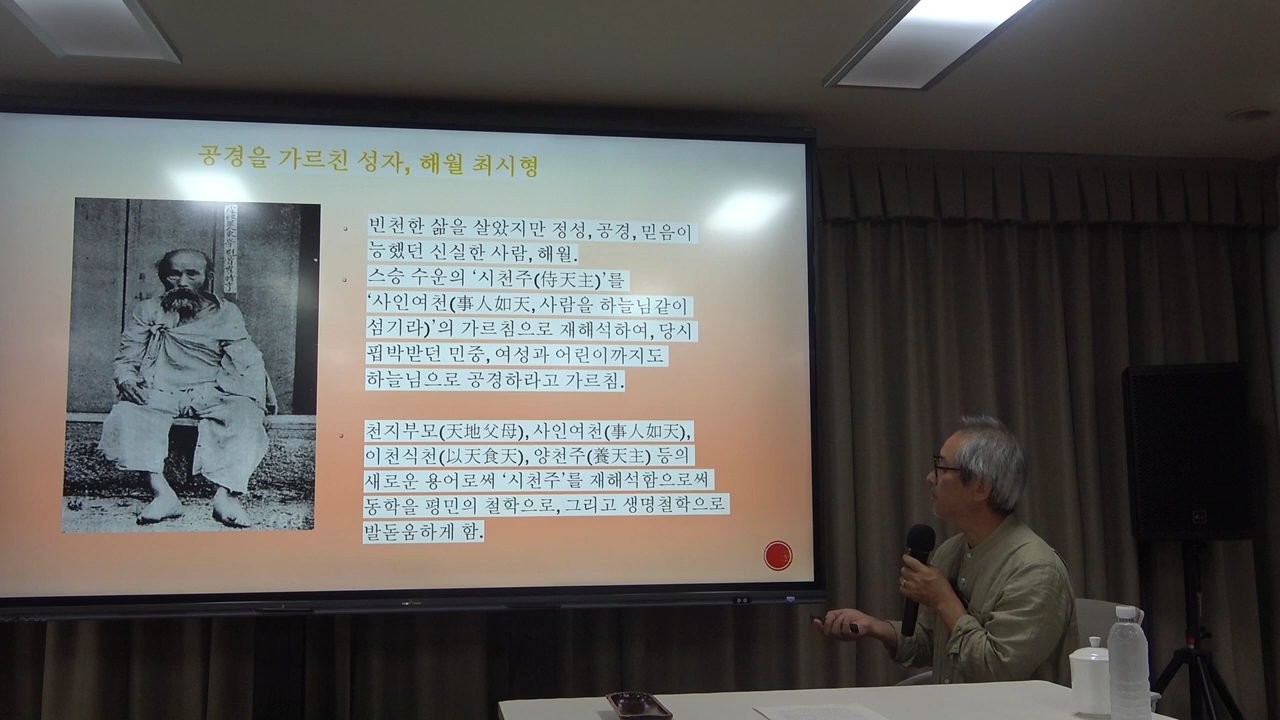 공경을 가르친 성자, 해월 최시형
빈천한 삶을 살았지만 정성, 공경, 믿음이
능했던 신실한 사람, 해월.
스승 수운의 ‘시천주(侍天主)’를
‘사인여천(事人如天, 사람을 하늘님같이
섬기라)’의 가르침으로 재해석하여, 당시
핍박받던 민중, 여성과 어린이까지도
하늘님으로 공경하라고 가르침.
천지부모(天地父母), 사인여천(事人如天),
이천식천(以天食天), 양천주(養天主) 등의
새로운 용어로써 ‘시천주’를 재해석함으로써
동학을 평민의 철학으로, 그리고 생명철학으로
발돋움하게 함.